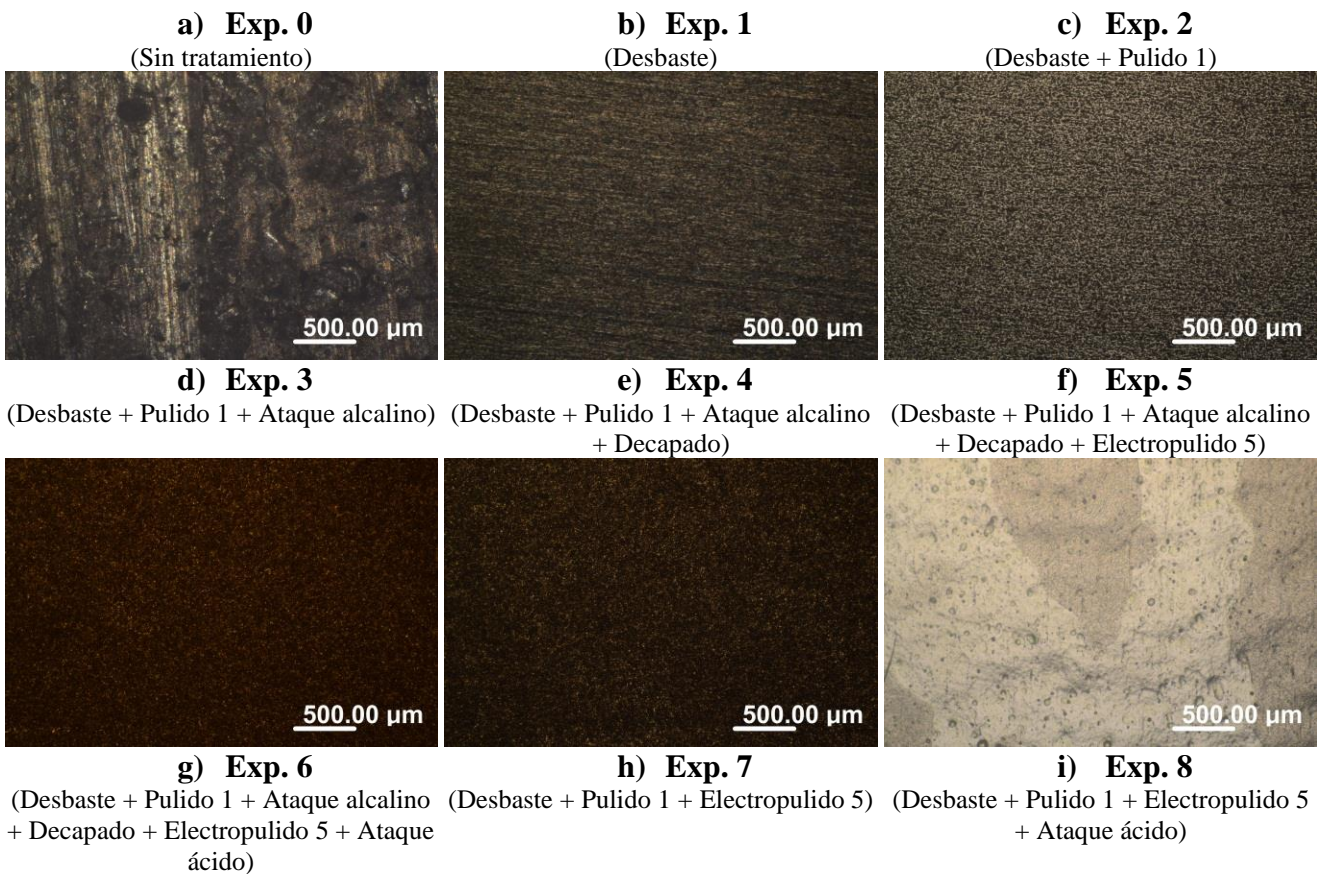 a) Exp. 0
(Sin tratamiento)
b) Exp. 1
(Desbaste)
c) Exp. 2
(Desbaste + Pulido 1)
500.00 µm
500.00 µm
500.00 µm
d) Exp. 3
(Desbaste + Pulido 1 + Ataque alcalino)
e) Exp. 4
(Desbaste + Pulido 1 + Ataque alcalino
+ Decapado)
f) Exp. 5
(Desbaste + Pulido 1 + Ataque alcalino
+ Decapado + Electropulido 5)
500.00 µm
500.00 µm
500.00 µm
g) Exp. 6
(Desbaste + Pulido 1 + Ataque alcalino
+ Decapado + Electropulido 5 + Ataque
ácido)
h) Exp. 7
(Desbaste + Pulido 1 + Electropulido 5)
i) Exp. 8
(Desbaste + Pulido 1 + Electropulido 5
+ Ataque ácido)